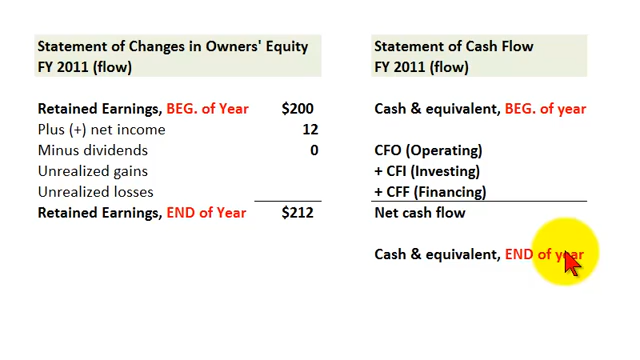 Statement of Changes in Owners' Equity
FY 2011 (flow)
Retained Earnings, BEG. of Year $200
Plus (+) net income 12
Minus dividends 0
Unrealized gains
Unrealized losses
Retained Earnings, END of Year $212
Statement of Cash Flow
FY 2011 (flow)
Cash & equivalent, BEG. of year
CFO (Operating)
+ CFI (Investing)
+ CFF (Financing)
Net cash flow
Cash & equivalent, END of year